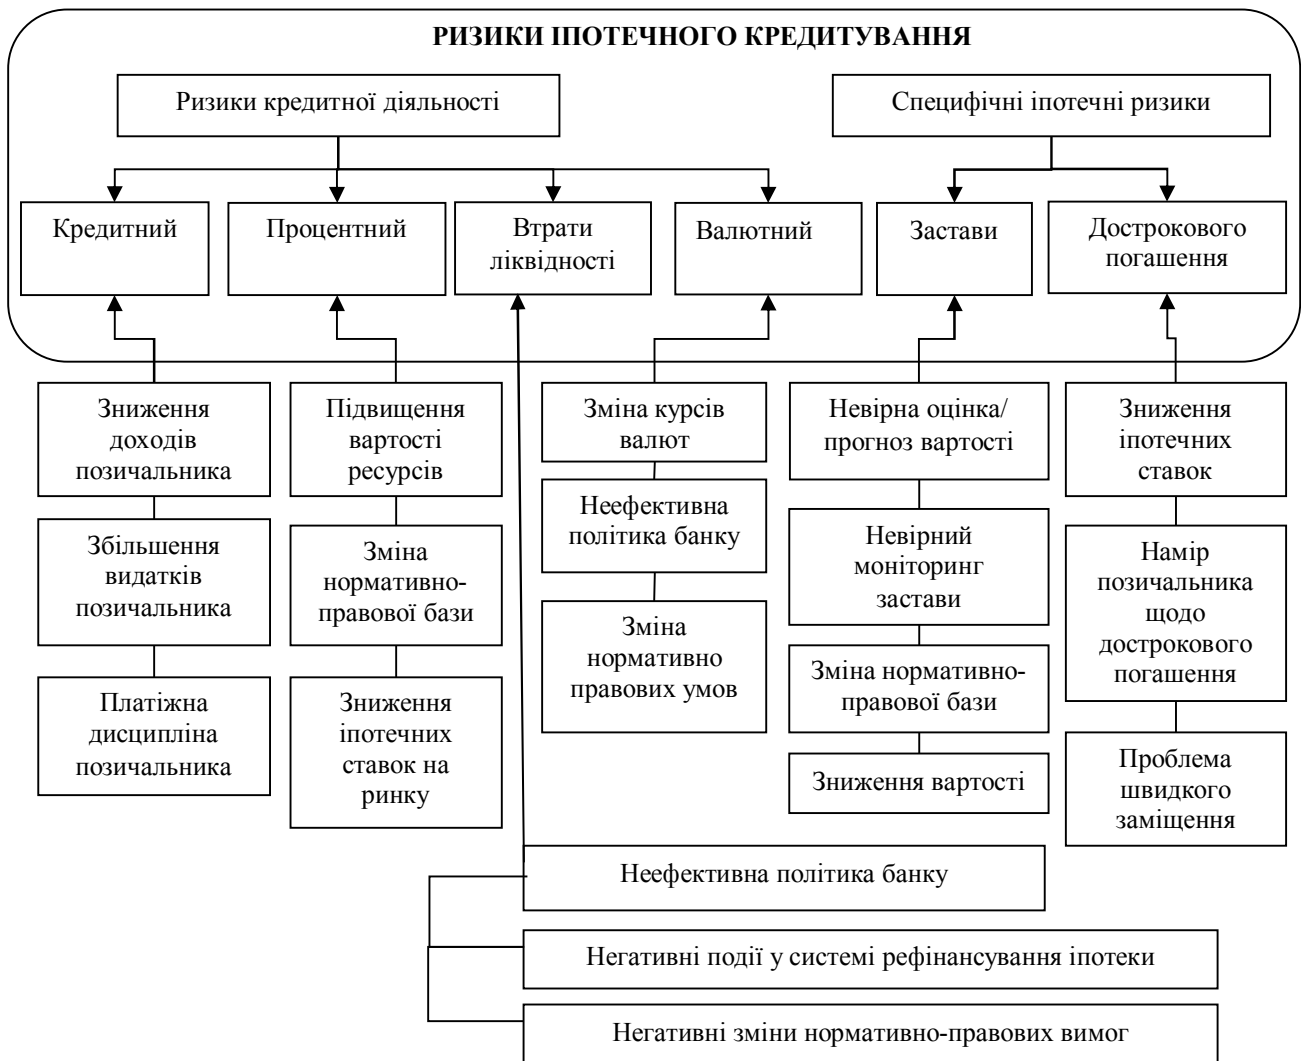 РИЗИКИ ІПОТЕЧНОГО КРЕДИТУВАННЯ
Ризики кредитної діяльності
Специфічні іпотечні ризики
Кредитний
Процентний
Втрати
ліквідності
Валютний
Застави
Дострокового
погашення
Зниження
доходів
позичальника
Збільшення
видатків
позичальника
Платіжна
дисципліна
позичальника
Підвищення
вартості
ресурсів
Зміна
нормативно-
правової бази
Зниження
іпотечних
ставок на
ринку
Зміна курсів
валют
Неефективна
політика банку
Зміна
нормативно
правових умов
Невірна оцінка/
прогноз вартості
Невірний
моніторинг
застави
Зміна нормативно-
правової бази
Зниження вартості
Зниження
іпотечних
ставок
Намір
позичальника
щодо
дострокового
погашення
Проблема
швидкого
заміщення
Неефективна політика банку
Негативні події у системі рефінансування іпотеки
Негативні зміни нормативно-правових вимог